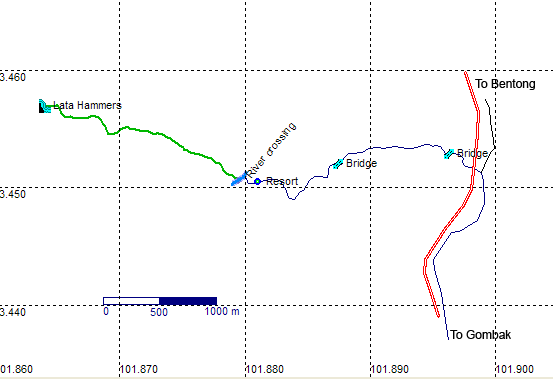 3.460
To Bentong
Lata Hammers
River crossing
Bridge
Bridge
Resort
3.450
0 500 1000 m
3.440
To Gombak
101.860 101.870 101.880 101.890 101.900